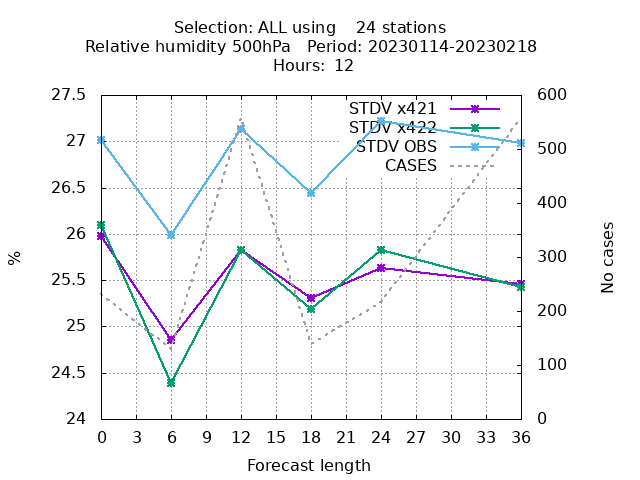 Selection: ALL using    24 stations
Relative humidity 500hPa   Period: 20230114-20230218
Hours: 12
STDV x421
STDV x422
STDV OBS
CASES
27.5
27
26.5
26
25.5
25
24.5
24
%
600
500
400
300
200
100
0
No cases
0 3 6 9 12 15 18 21 24 27 30 33 36
Forecast length